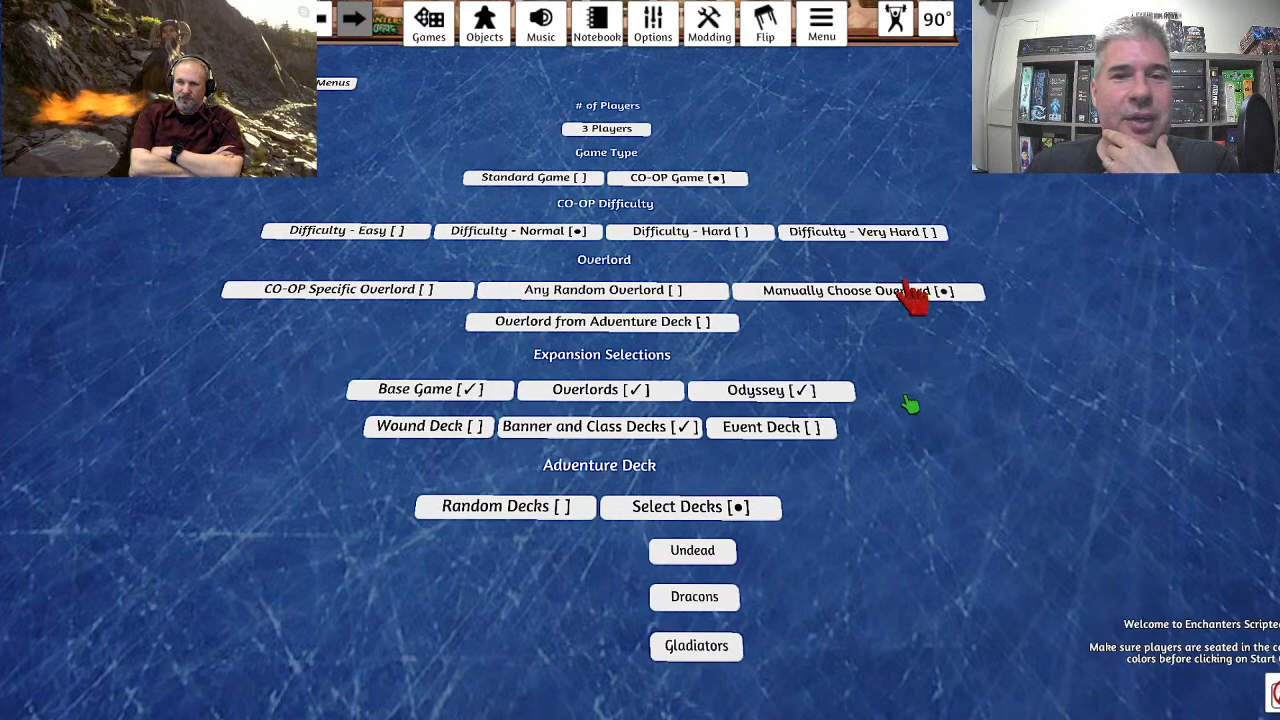 Games Objects Music Notebook Options Modding Flip Menu 90°
Menus
# of Players
3 Players
Game Type
Standard Game [ ] CO-OP Game [●]
CO-OP Difficulty
Difficulty - Easy [ ] Difficulty - Normal [●] Difficulty - Hard [ ] Difficulty - Very Hard [ ]
Overlord
CO-OP Specific Overlord [ ] Any Random Overlord [ ] Manually Choose Overlord [●]
Overlord from Adventure Deck [ ]
Expansion Selections
Base Game [✓] Overlords [✓] Odyssey [✓]
Wound Deck [ ] Banner and Class Decks [✓] Event Deck [ ]
Adventure Deck
Random Decks [ ] Select Decks [●]
Undead
Dracons
Gladiators
Welcome to Enchanters Scripte
Make sure players are seated in the co
colors before clicking on Start